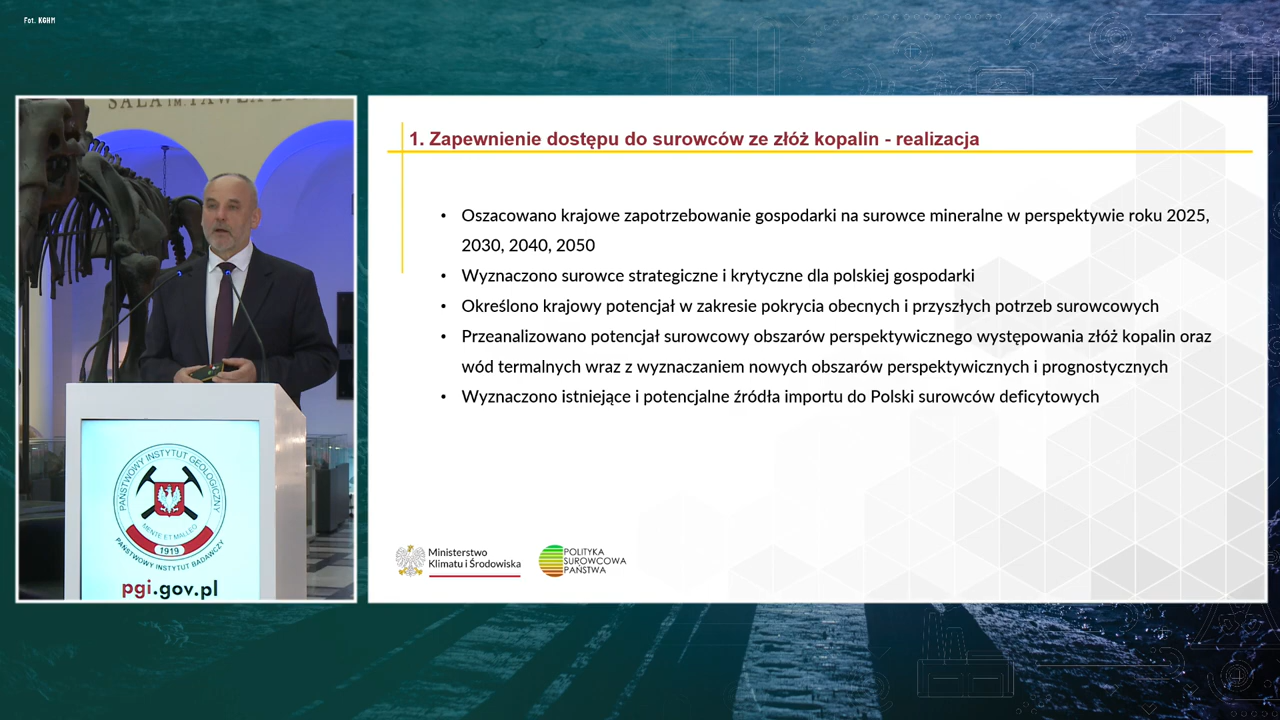 Fot. KGHM
SALA IM. PAWŁA
1. Zapewnienie dostępu do surowców ze złóż kopalin - realizacja
• Oszacowano krajowe zapotrzebowanie gospodarki na surowce mineralne w perspektywie roku 2025,
2030, 2040, 2050
• Wyznaczono surowce strategiczne i krytyczne dla polskiej gospodarki
• Określono krajowy potencjał w zakresie pokrycia obecnych i przyszłych potrzeb surowcowych
• Przeanalizowano potencjał surowcowy obszarów perspektywicznego występowania złóż kopalin oraz
wód termalnych wraz z wyznaczaniem nowych obszarów perspektywicznych i prognostycznych
• Wyznaczono istniejące i potencjalne źródła importu do Polski surowców deficytowych
PAŃSTWOWY INSTYTUT GEOLOGICZNY
MENTE ET MALLEO
1919
PAŃSTWOWY INSTYTUT BADAWCZY
pgi.gov.pl
Ministerstwo
Klimatu i Środowiska
POLITYKA
SUROWCOWA
PAŃSTWA